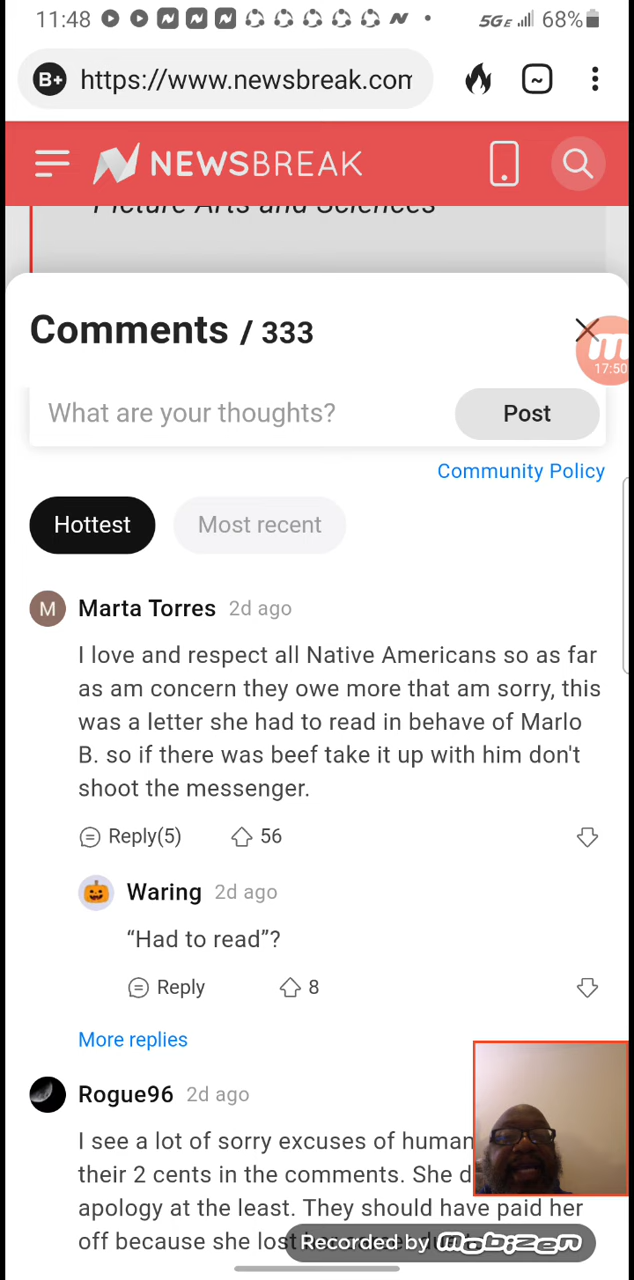 11:48 5GE 68%
B+ https://www.newsbreak.com
NEWSBREAK
Picture Arts and Sciences
Comments / 333
m
17:50
What are your thoughts? Post
Community Policy
Hottest Most recent
M Marta Torres 2d ago
I love and respect all Native Americans so as far
as am concern they owe more that am sorry, this
was a letter she had to read in behave of Marlo
B. so if there was beef take it up with him don't
shoot the messenger.
Reply(5) 56
Waring 2d ago
“Had to read”?
Reply 8
More replies
Rogue96 2d ago
I see a lot of sorry excuses of human
their 2 cents in the comments. She d
apology at the least. They should have paid her
off because she lost
Recorded by mobizen